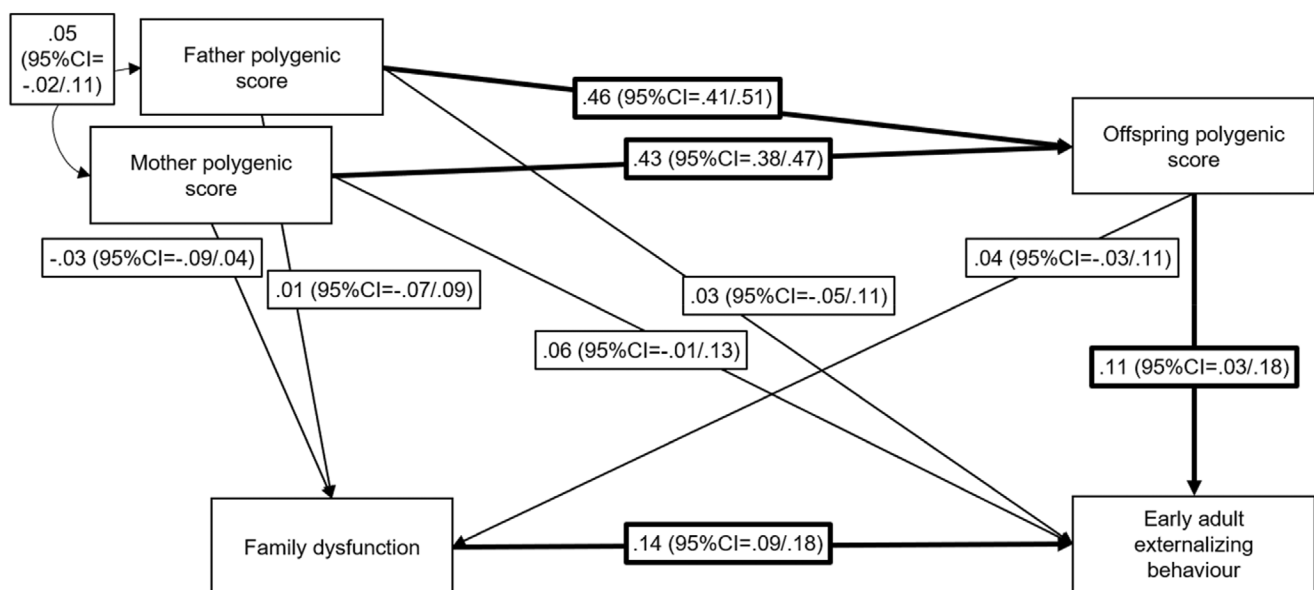 .05
(95%CI=
-.02/.11)
Father polygenic
score
.46 (95%CI=.41/.51)
Offspring polygenic
score
Mother polygenic
score
.43 (95%CI=.38/.47)
-.03 (95%CI=-.09/.04)
.04 (95%CI=-.03/.11)
.01 (95%CI=-.07/.09)
.03 (95%CI=-.05/.11)
.06 (95%CI=-.01/.13)
.11 (95%CI=.03/.18)
Family dysfunction
.14 (95%CI=.09/.18)
Early adult
externalizing
behaviour